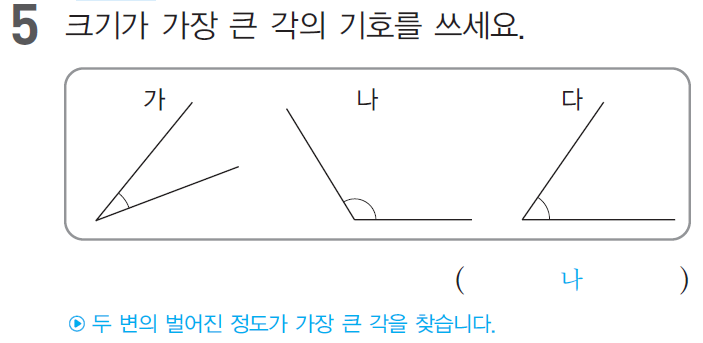 5 크기가 가장 큰 각의 기호를 쓰세요.
가 나 다
( 나 )
두 변의 벌어진 정도가 가장 큰 각을 찾습니다.